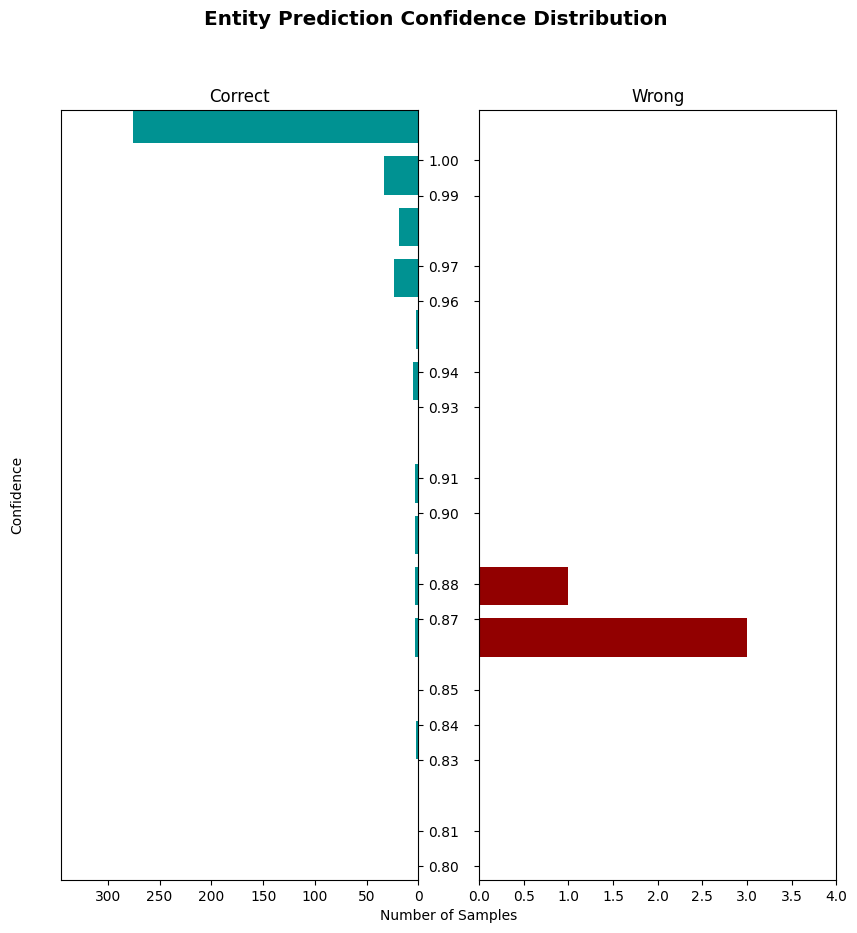 Entity Prediction Confidence Distribution
Correct
Wrong
Confidence
1.00
0.99
0.97
0.96
0.94
0.93
0.91
0.90
0.88
0.87
0.85
0.84
0.83
0.81
0.80
300 250 200 150 100 50 0
0.0 0.5 1.0 1.5 2.0 2.5 3.0 3.5 4.0
Number of Samples